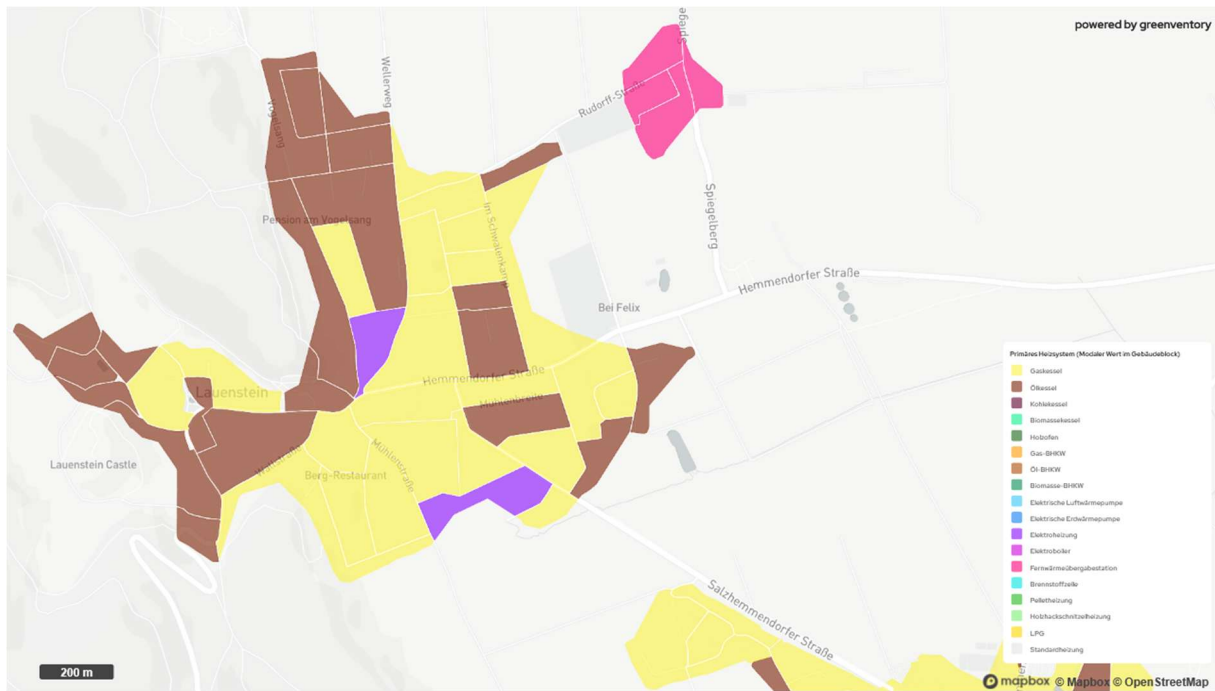 powered by greenventory
Spiege
Wellerweg
Rudorff-Straße
Vogelsang
Pension am Vogelsang
Im Schwalenkamp
Spiegelberg
Hemmendorfer Straße
Bei Felix
Hemmendorfer Straße
Lauenstein
Mühlenbreite
Lauenstein Castle
Berg-Restaurant
Mühlenstraße
Salzhemmendorfer Straße
Primäres Heizsystem (Modaler Wert im Gebäudeblock)
Gaskessel
Ölkessel
Kohlekessel
Biomassekessel
Holzofen
Gas-BHKW
Öl-BHKW
Biomasse-BHKW
Elektrische Luftwärmepumpe
Elektrische Erdwärmepumpe
Elektroheizung
Elektroboiler
Fernwärmeübergabestation
Brennstoffzelle
Pelletheizung
Holzhackschnitzelheizung
LPG
Standardheizung
200 m
mapbox © Mapbox © OpenStreetMap